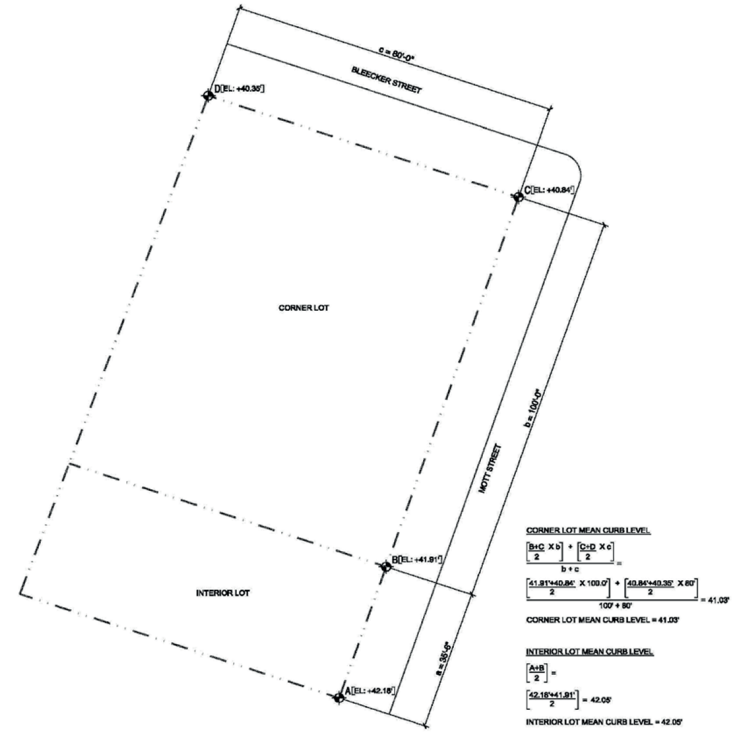 c = 80'-0"
BLEECKER STREET
D[EL: +40.35']
C[EL: +40.84']
CORNER LOT
b = 100'-0"
MOTT STREET
B[EL: +41.91']
INTERIOR LOT
a = 35'-6"
A[EL: +42.18']
CORNER LOT MEAN CURB LEVEL
[B+C X b] + [C+D X c]
2 2
b + c =
[41.91'+40.84' X 100.0'] + [40.84'+40.35' X 80']
2 2
100' + 80' = 41.03'
CORNER LOT MEAN CURB LEVEL = 41.03'
INTERIOR LOT MEAN CURB LEVEL
[A+B] =
2
[42.18'+41.91'] = 42.05'
2
INTERIOR LOT MEAN CURB LEVEL = 42.05'